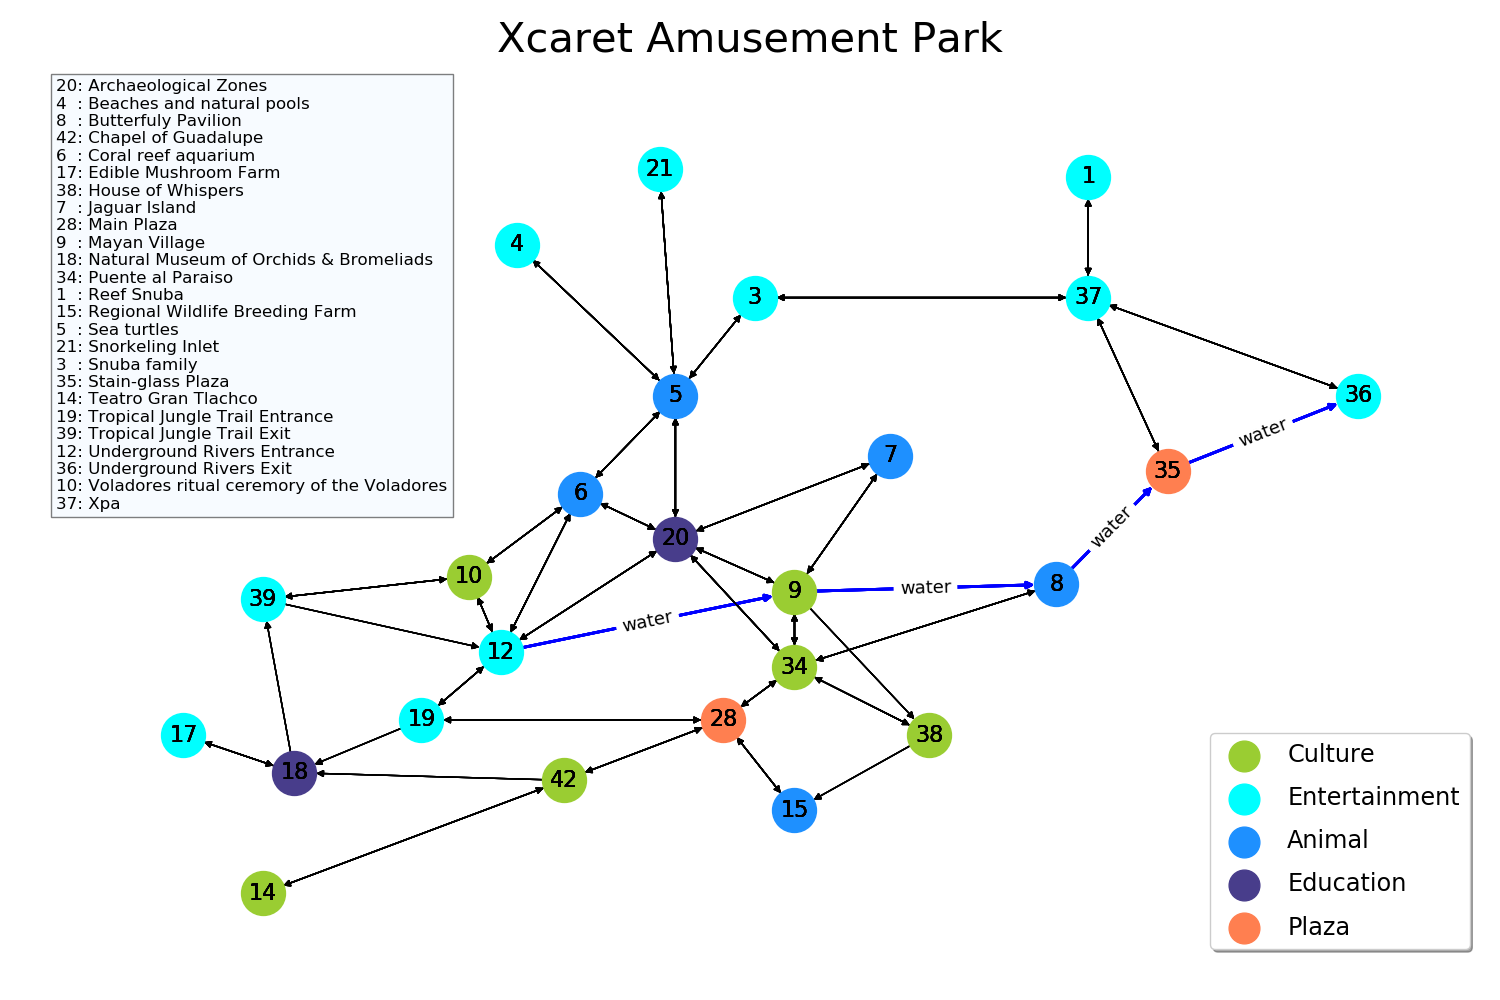 Xcaret Amusement Park
20: Archaeological Zones
4  : Beaches and natural pools
8  : Butterfuly Pavilion
42: Chapel of Guadalupe
6  : Coral reef aquarium
17: Edible Mushroom Farm
38: House of Whispers
7  : Jaguar Island
28: Main Plaza
9  : Mayan Village
18: Natural Museum of Orchids & Bromeliads
34: Puente al Paraiso
1  : Reef Snuba
15: Regional Wildlife Breeding Farm
5  : Sea turtles
21: Snorkeling Inlet
3  : Snuba family
35: Stain-glass Plaza
14: Teatro Gran Tlachco
19: Tropical Jungle Trail Entrance
39: Tropical Jungle Trail Exit
12: Underground Rivers Entrance
36: Underground Rivers Exit
10: Voladores ritual ceremony of the Voladores
37: Xpa
21
1
4
3
37
5
36
water
7
35
6
water
20
10
9
water
8
39
water
12
34
19
28
17
38
18
42
15
14
Culture
Entertainment
Animal
Education
Plaza